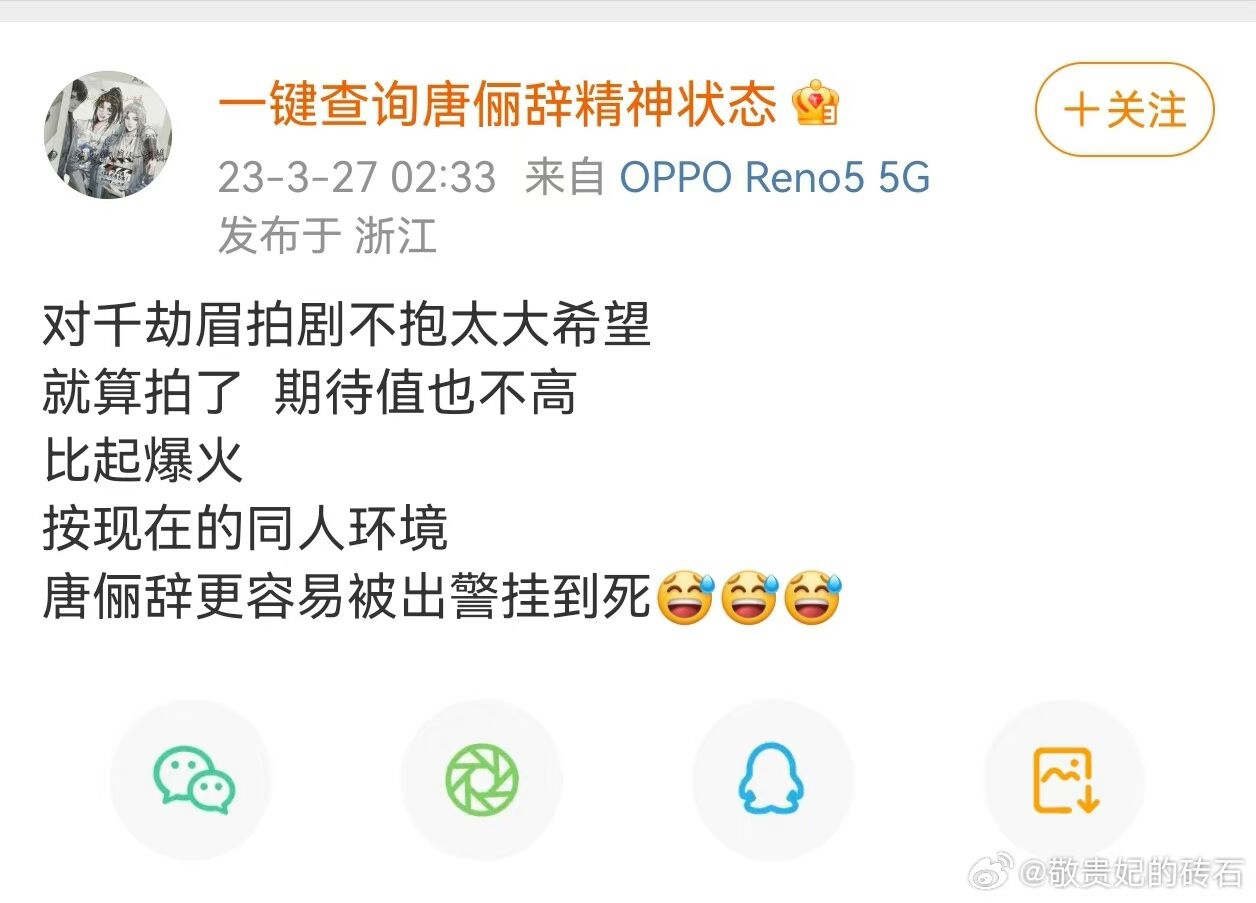 一键查询唐俪辞精神状态
+关注
23-3-27 02:33 来自 OPPO Reno5 5G
发布于 浙江
对千劫眉拍剧不抱太大希望
就算拍了 期待值也不高
比起爆火
按现在的同人环境
唐俪辞更容易被出警挂到死😅😅😅
@敬贵妃的砖石